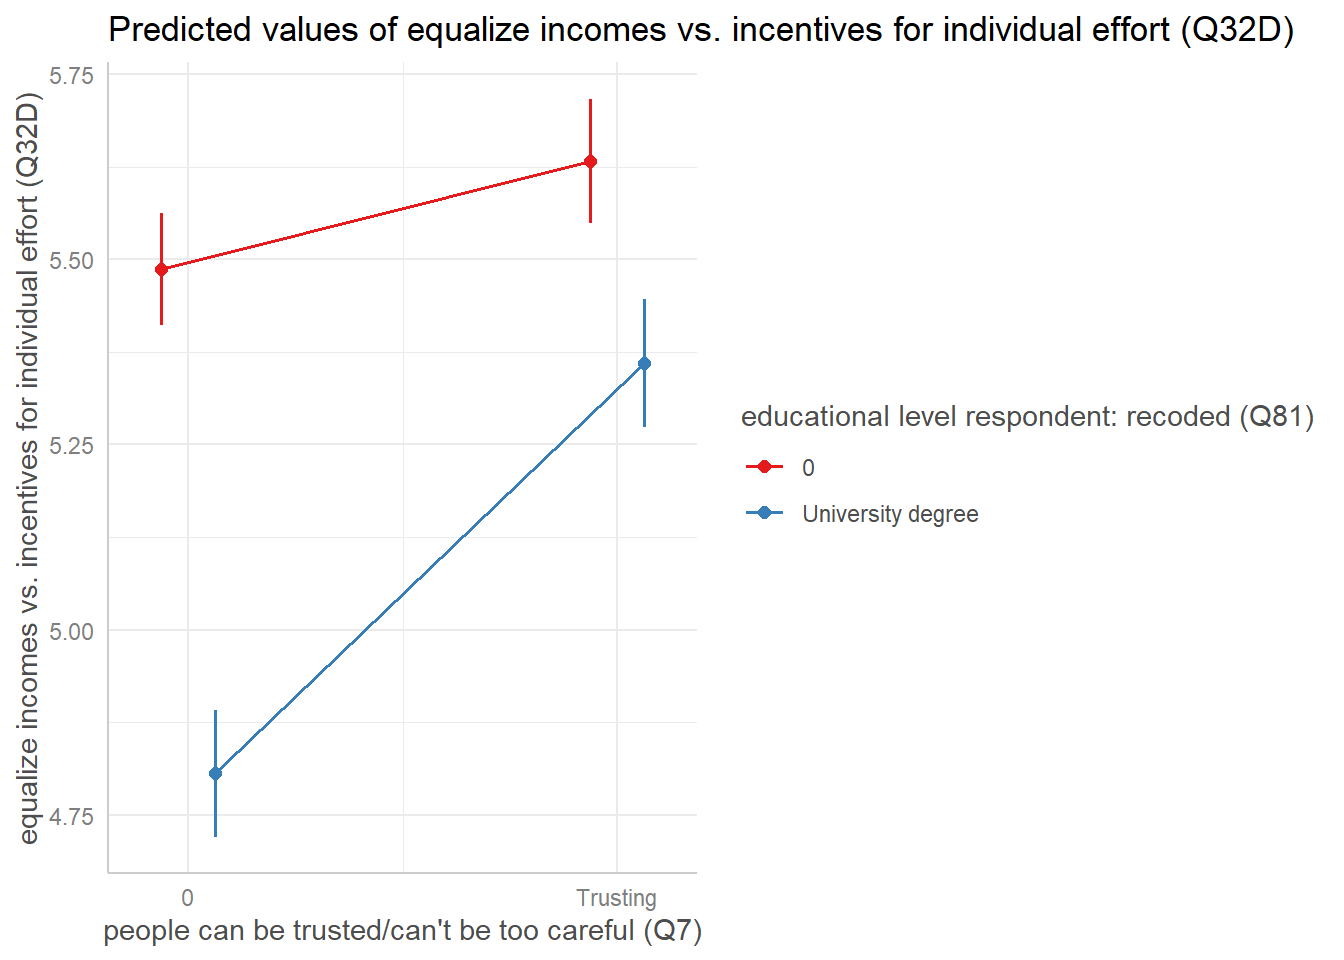 Predicted values of equalize incomes vs. incentives for individual effort (Q32D)
equalize incomes vs. incentives for individual effort (Q32D)
5.75
5.50
5.25
5.00
4.75
0
Trusting
people can be trusted/can't be too careful (Q7)
educational level respondent: recoded (Q81)
0
University degree